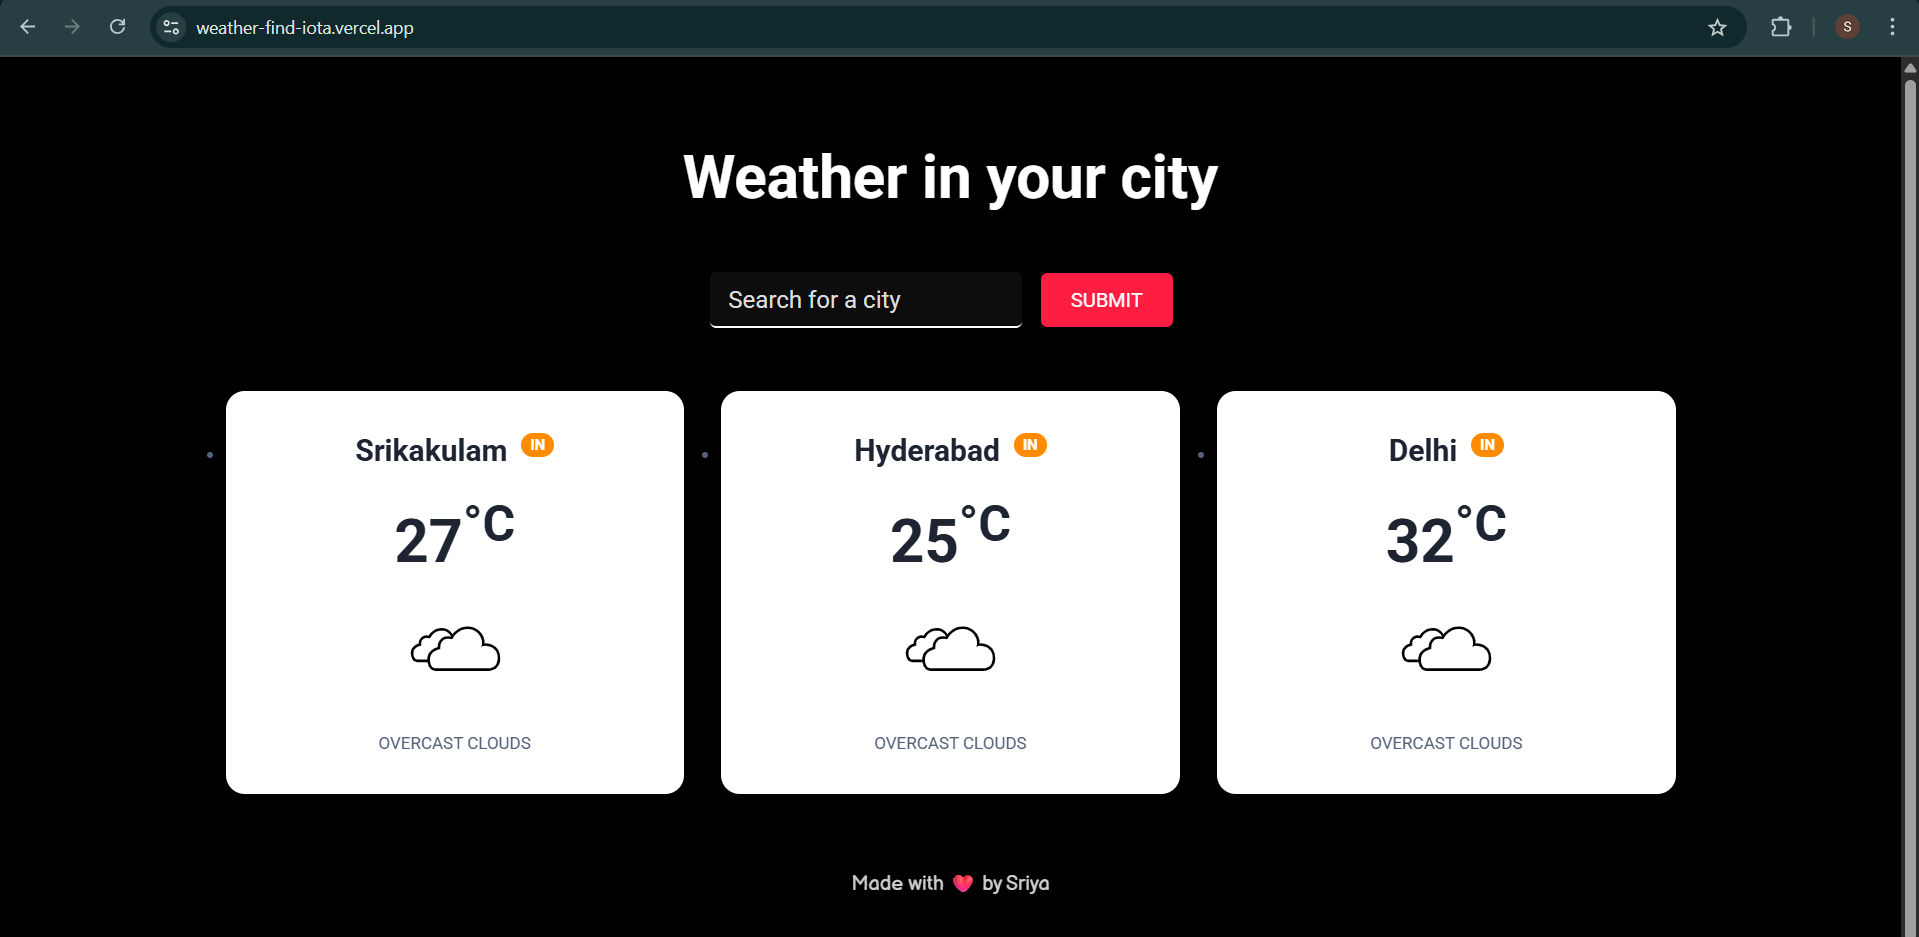 weather-find-iota.vercel.app
S
Weather in your city
Search for a city
SUBMIT
Srikakulam IN
27°C
OVERCAST CLOUDS
Hyderabad IN
25°C
OVERCAST CLOUDS
Delhi IN
32°C
OVERCAST CLOUDS
Made with ❤️ by Sriya